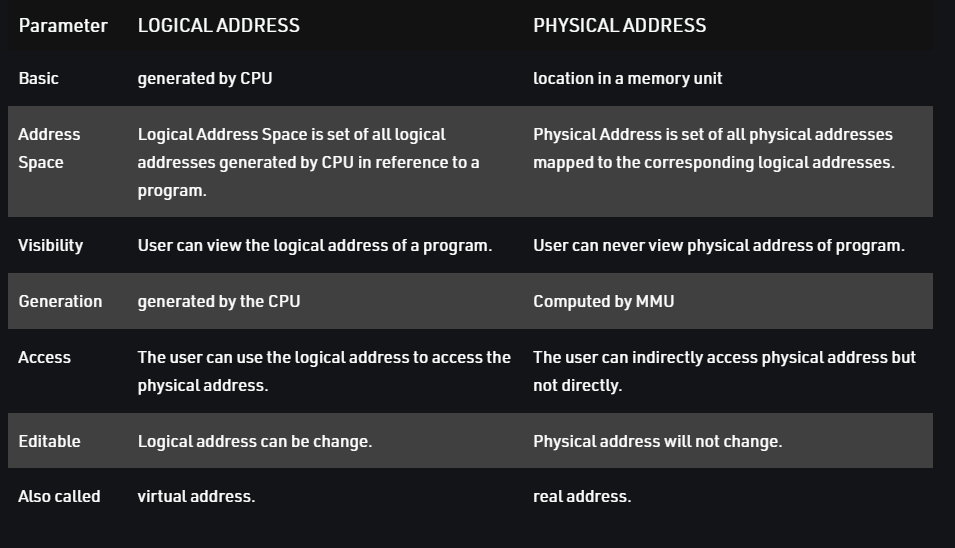 Parameter LOGICAL ADDRESS PHYSICAL ADDRESS
Basic generated by CPU location in a memory unit
Address Logical Address Space is set of all logical Physical Address is set of all physical addresses
Space addresses generated by CPU in reference to a mapped to the corresponding logical addresses.
program.
Visibility User can view the logical address of a program. User can never view physical address of program.
Generation generated by the CPU Computed by MMU
Access The user can use the logical address to access the The user can indirectly access physical address but
physical address. not directly.
Editable Logical address can be change. Physical address will not change.
Also called virtual address. real address.